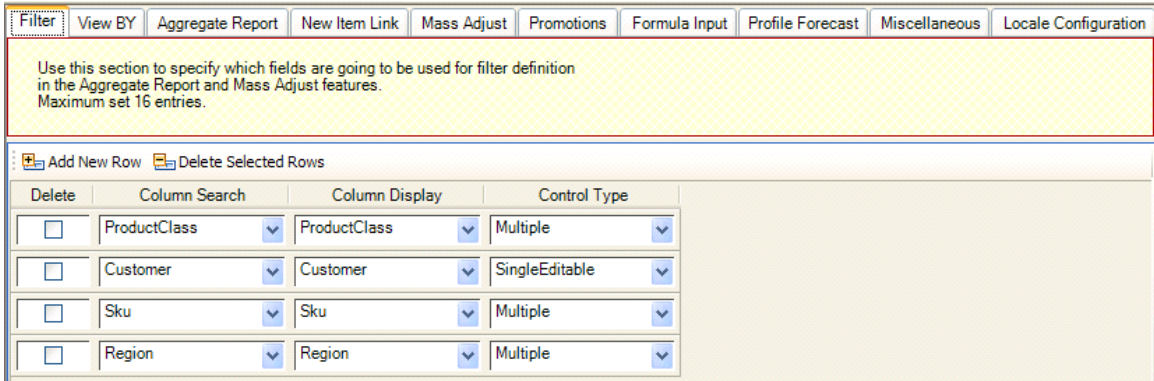 Filter View BY Aggregate Report New Item Link Mass Adjust Promotions Formula Input Profile Forecast Miscellaneous Locale Configuration
Use this section to specify which fields are going to be used for filter definition
in the Aggregate Report and Mass Adjust features.
Maximum set 16 entries.
Add New Row Delete Selected Rows
Delete Column Search Column Display Control Type
ProductClass ProductClass Multiple
Customer Customer SingleEditable
Sku Sku Multiple
Region Region Multiple